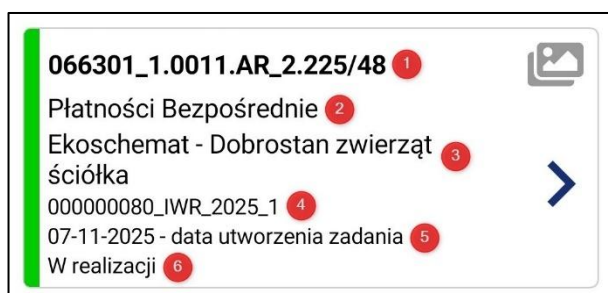 066301_1.0011.AR_2.225/48 1
Płatności Bezpośrednie 2
Ekoschemat - Dobrostan zwierząt 3
ściółka
000000080_IWR_2025_1 4
07-11-2025 - data utworzenia zadania 5
W realizacji 6